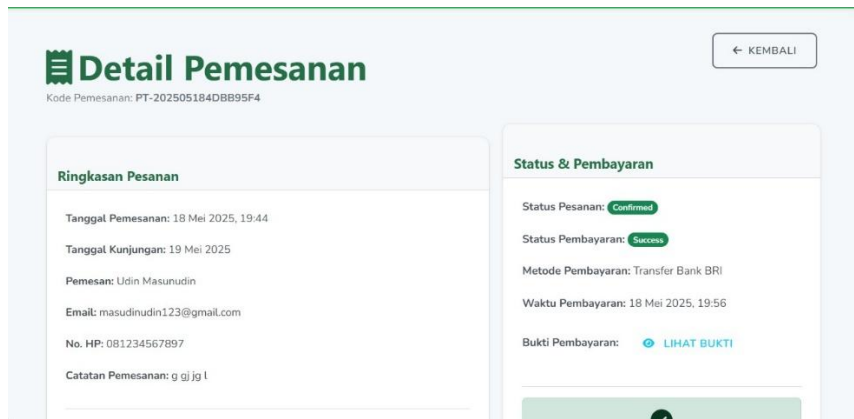 Detail Pemesanan
← KEMBALI
Kode Pemesanan: PT-202505184DBB95F4
Ringkasan Pesanan
Tanggal Pemesanan: 18 Mei 2025, 19:44
Tanggal Kunjungan: 19 Mei 2025
Pemesan: Udin Masunudin
Email: masudinudin123@gmail.com
No. HP: 081234567897
Catatan Pemesanan: g gj jg l
Status & Pembayaran
Status Pesanan: Confirmed
Status Pembayaran: Success
Metode Pembayaran: Transfer Bank BRI
Waktu Pembayaran: 18 Mei 2025, 19:56
Bukti Pembayaran: LIHAT BUKTI